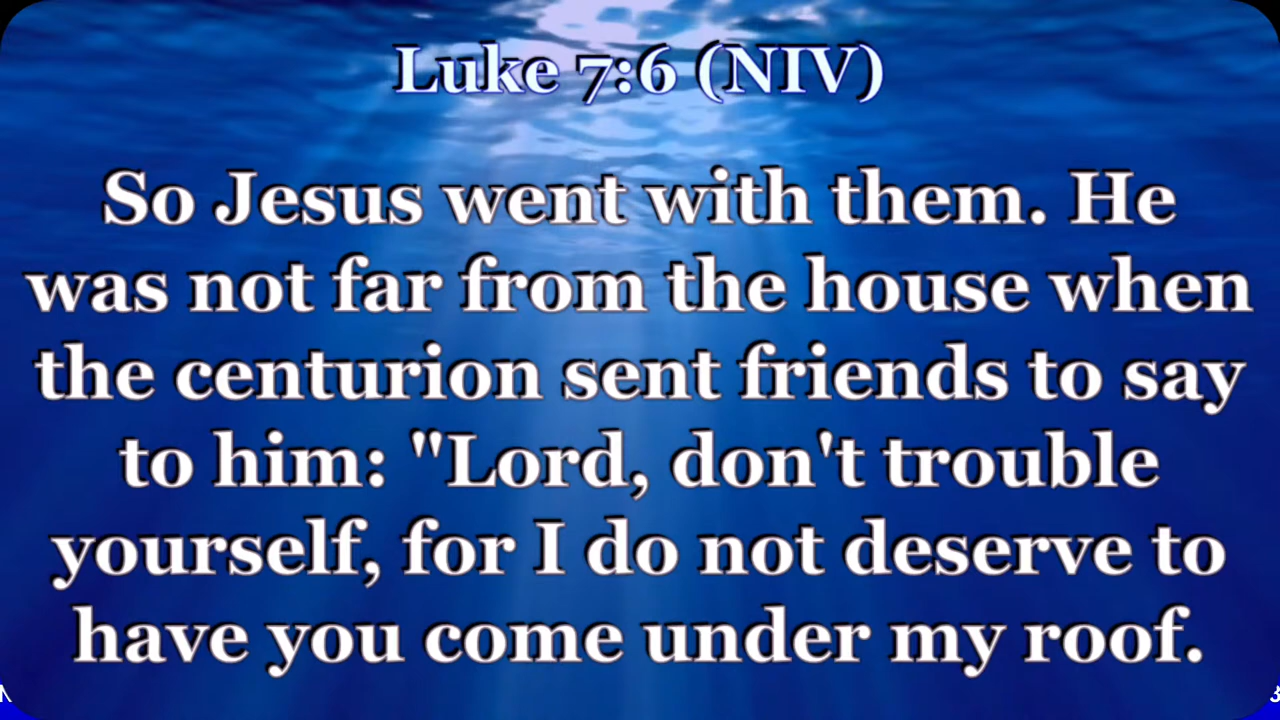 Luke 7:6 (NIV)
So Jesus went with them. He
was not far from the house when
the centurion sent friends to say
to him: "Lord, don't trouble
yourself, for I do not deserve to
have you come under my roof.